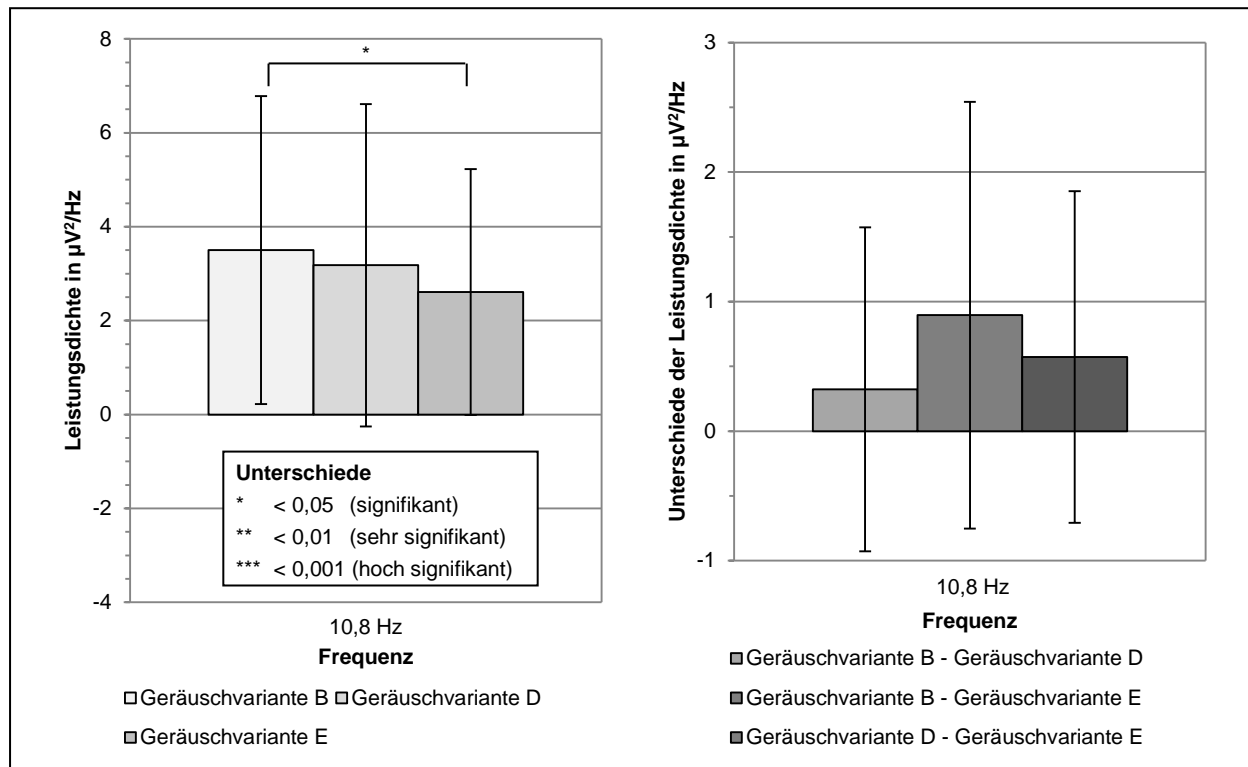 Leistungsdichte in µV²/Hz
8
6
4
2
0
-2
-4
*
Unterschiede
* < 0,05 (signifikant)
** < 0,01 (sehr signifikant)
*** < 0,001 (hoch signifikant)
10,8 Hz
Frequenz
Geräuschvariante B Geräuschvariante D
Geräuschvariante E
Unterschiede der Leistungsdichte in µV²/Hz
3
2
1
0
-1
10,8 Hz
Frequenz
Geräuschvariante B - Geräuschvariante D
Geräuschvariante B - Geräuschvariante E
Geräuschvariante D - Geräuschvariante E